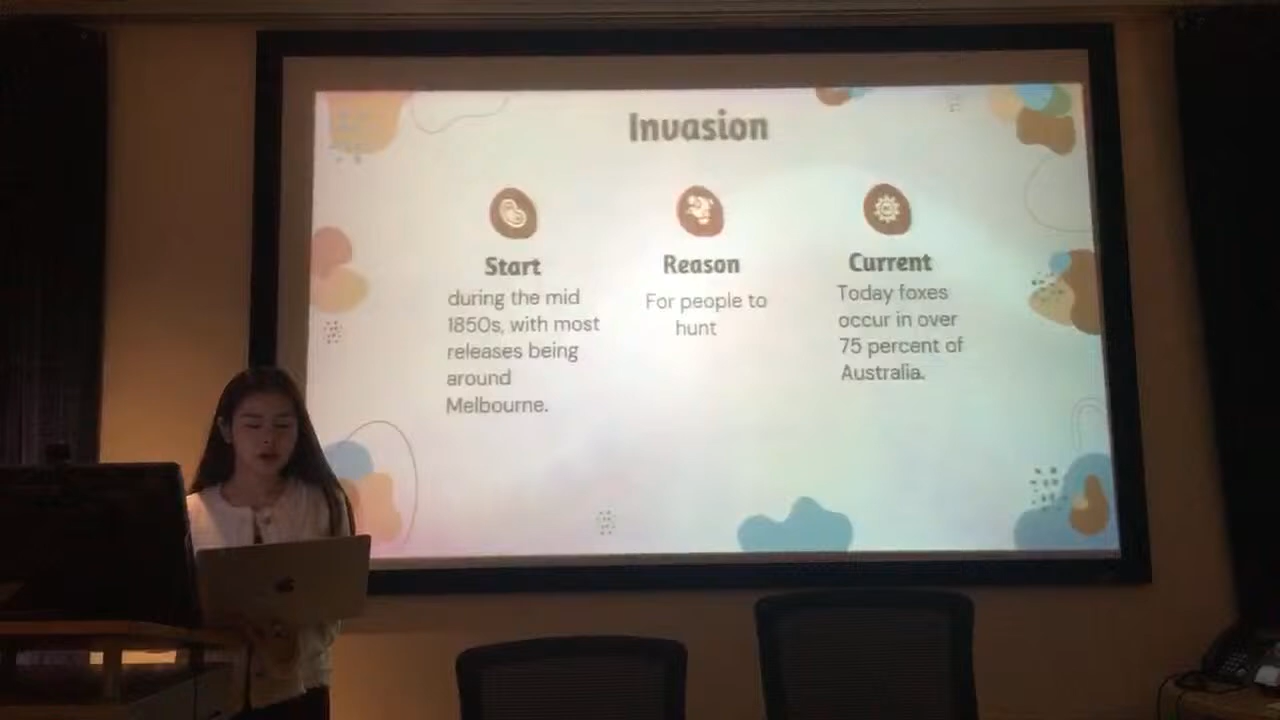 Invasion
Start
during the mid
1850s, with most
releases being
around
Melbourne.
Reason
For people to
hunt
Current
Today foxes
occur in over
75 percent of
Australia.